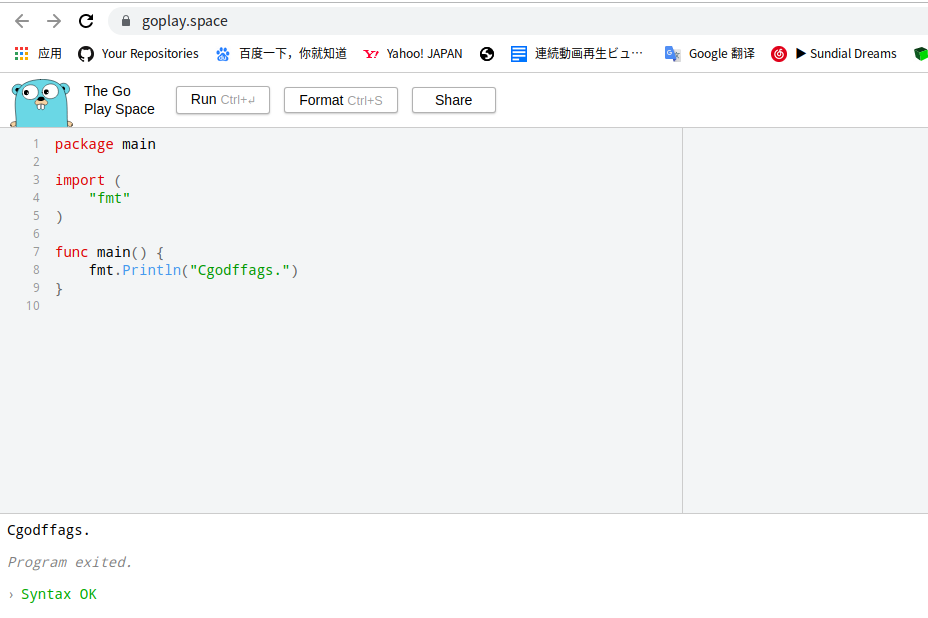 goplay.space
应用 Your Repositories 百度一下，你就知道 Yahoo! JAPAN 連続動画再生ビュ… Google 翻译 ▶ Sundial Dreams
The Go
Play Space
Run Ctrl+↵ Format Ctrl+S Share
1 package main
2
3 import (
4 "fmt"
5 )
6
7 func main() {
8 fmt.Println("Cgodffags.")
9 }
10
Cgodffags.
Program exited.
› Syntax OK